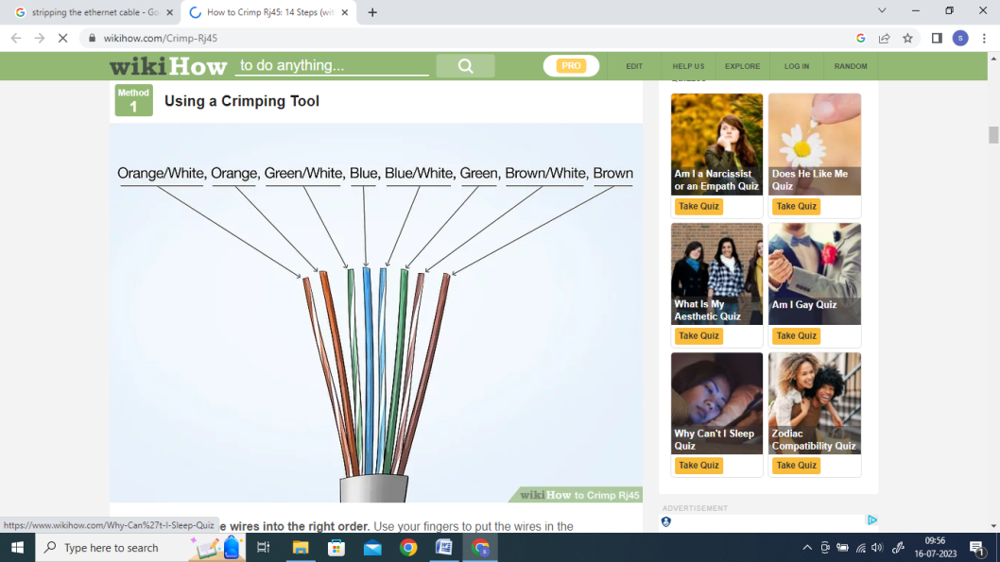 stripping the ethernet cable - Go
How to Crimp Rj45: 14 Steps (wit
wikihow.com/Crimp-Rj45
S
wikiHow
to do anything...
PRO
EDIT
HELP US
EXPLORE
LOG IN
RANDOM
Method
1
Using a Crimping Tool
Orange/White, Orange, Green/White, Blue, Blue/White, Green, Brown/White, Brown
wikiHow to Crimp RJ45
e wires into the right order. Use your fingers to put the wires in the
https://www.wikihow.com/Why-Can%27t-I-Sleep-Quiz
Am I a Narcissist
or an Empath Quiz
Take Quiz
Does He Like Me
Quiz
Take Quiz
What Is My
Aesthetic Quiz
Take Quiz
Am I Gay Quiz
Take Quiz
Why Can't I Sleep
Quiz
Take Quiz
Zodiac
Compatibility Quiz
Take Quiz
ADVERTISEMENT
Type here to search
09:56
16-07-2023
1